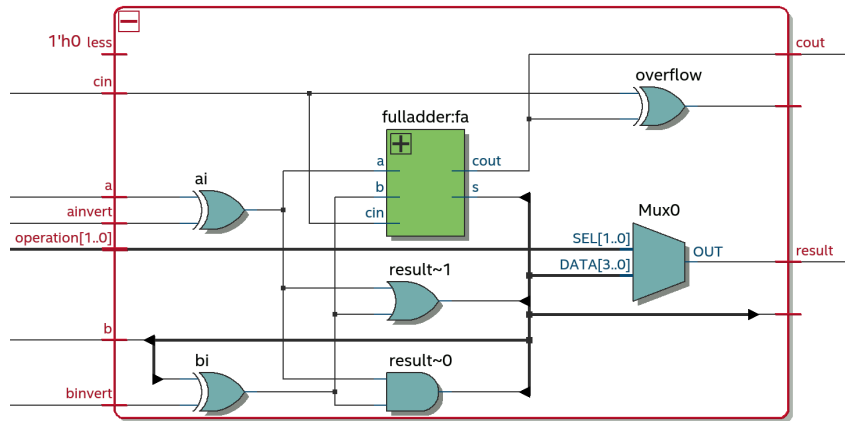 1'h0 less
cout
cin
overflow
fulladder:fa
a
cout
b
s
cin
ai
a
ainvert
operation[1..0]
Mux0
SEL[1..0]
OUT
DATA[3..0]
result
result~1
b
bi
result~0
binvert